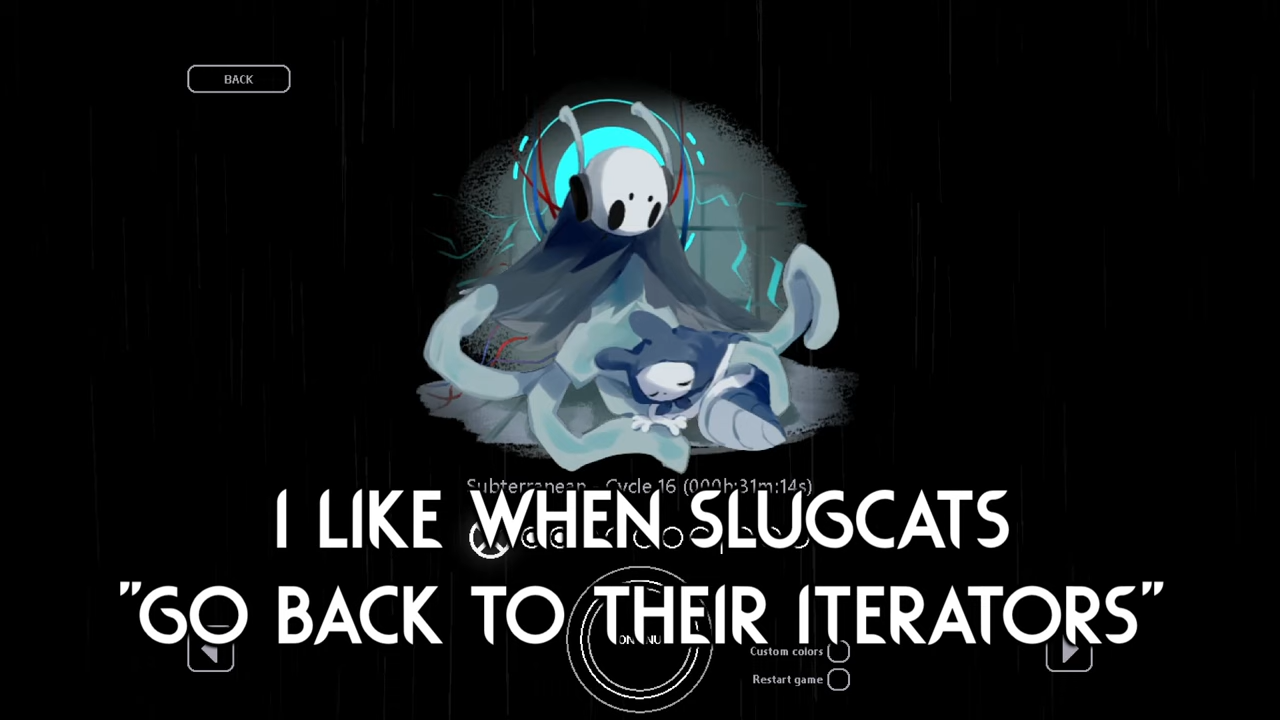 BACK
Subterranean - Cycle 16 (000h:31m:14s)
I LIKE WHEN SLUGCATS
"GO BACK TO THEIR ITERATORS"
Custom colors
Restart game